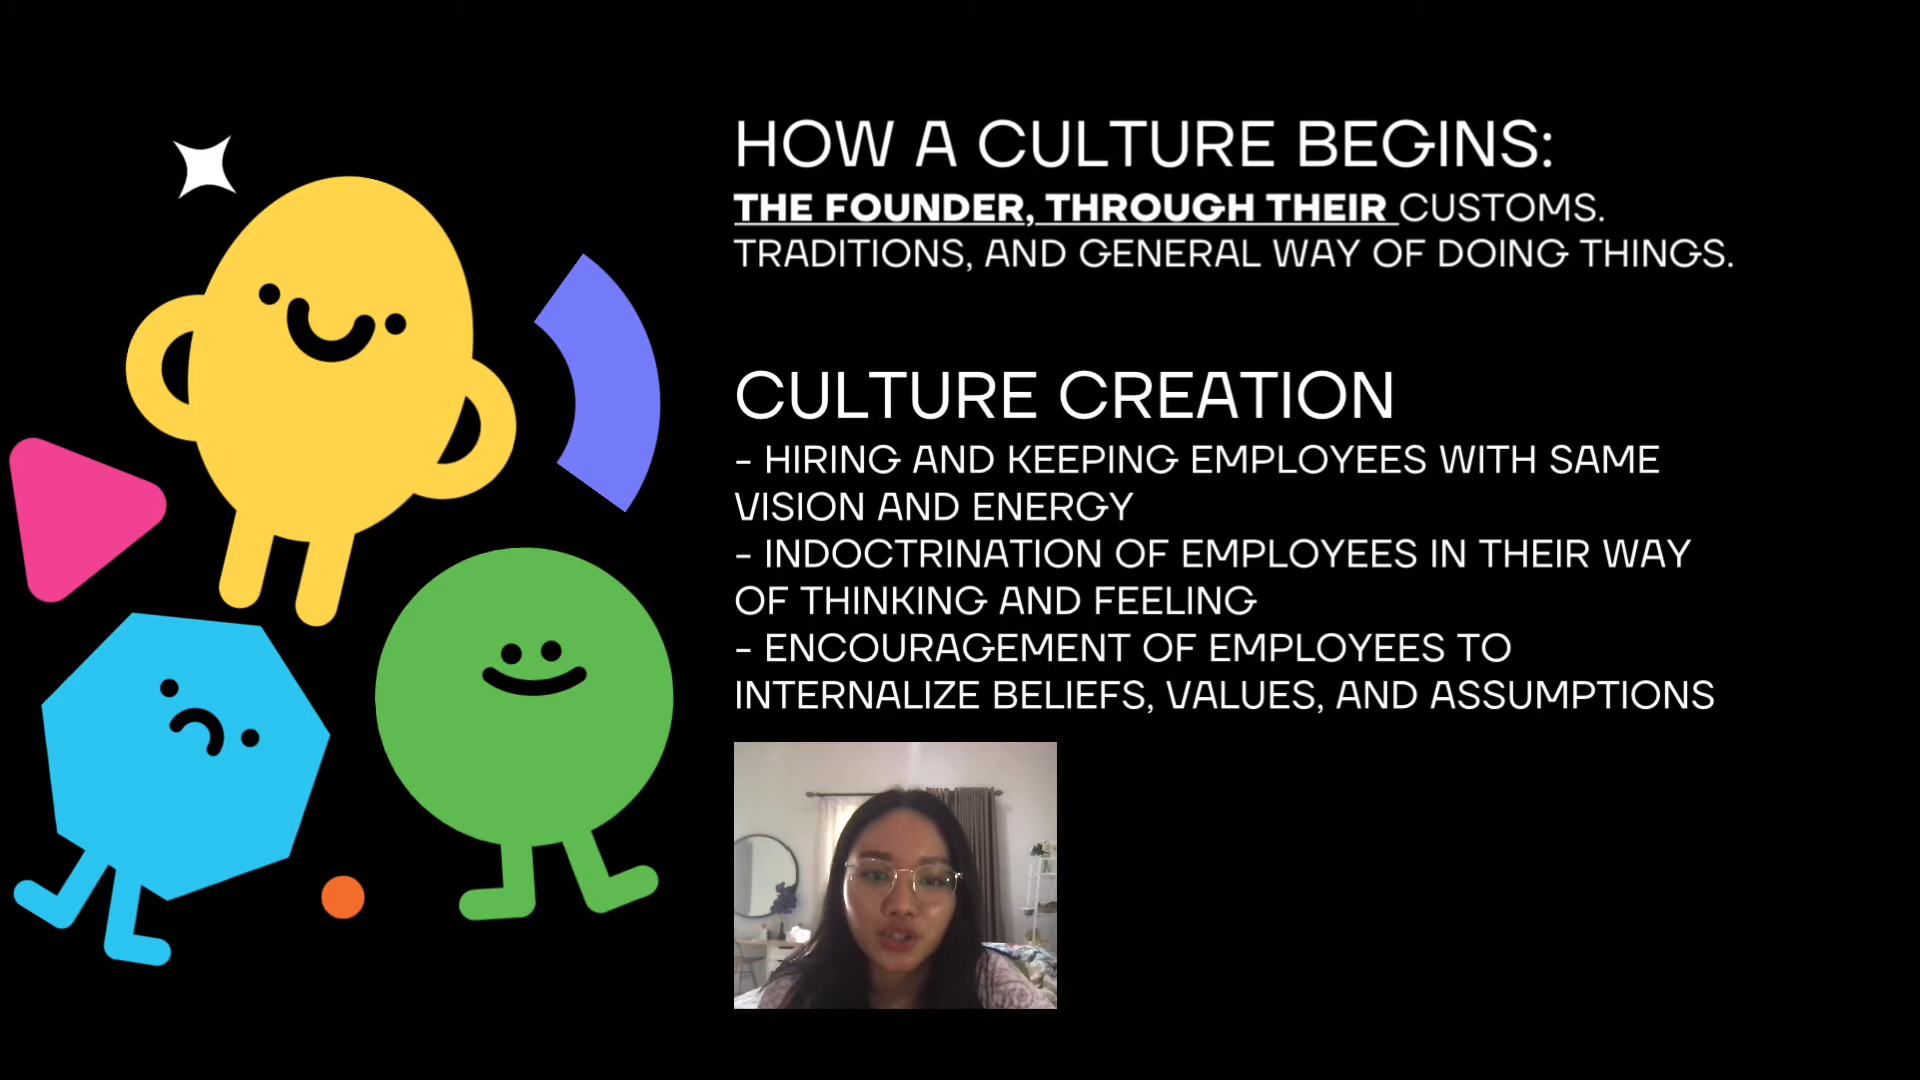 HOW A CULTURE BEGINS:
THE FOUNDER, THROUGH THEIR CUSTOMS.
TRADITIONS, AND GENERAL WAY OF DOING THINGS.
CULTURE CREATION
- HIRING AND KEEPING EMPLOYEES WITH SAME
VISION AND ENERGY
- INDOCTRINATION OF EMPLOYEES IN THEIR WAY
OF THINKING AND FEELING
- ENCOURAGEMENT OF EMPLOYEES TO
INTERNALIZE BELIEFS, VALUES, AND ASSUMPTIONS